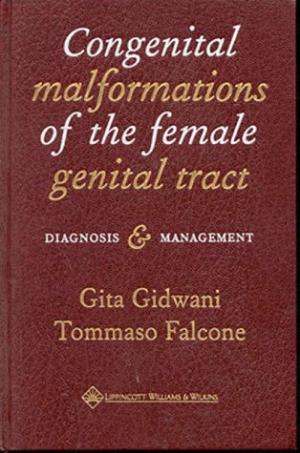 Congenital
malformations
of the female
genital tract
DIAGNOSIS & MANAGEMENT
Gita Gidwani
Tommaso Falcone
LIPPINCOTT WILLIAMS & WILKINS